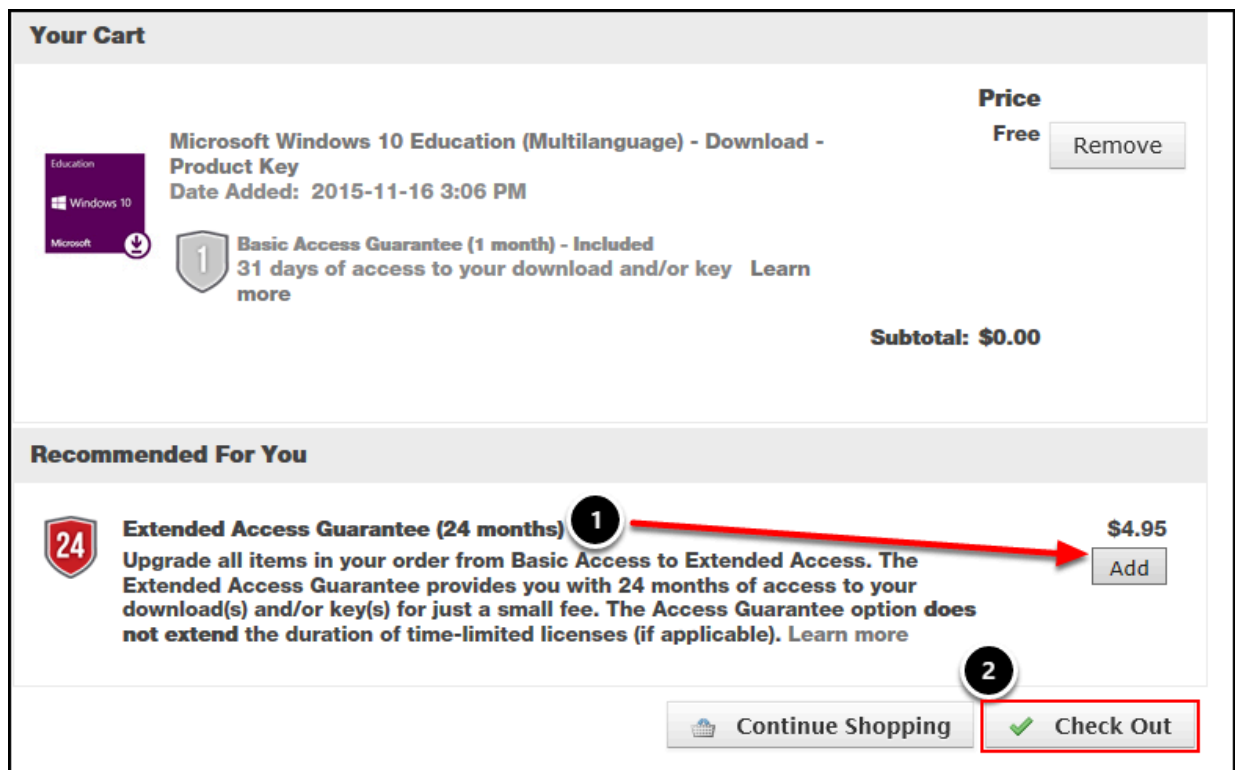 Your Cart
Price
Microsoft Windows 10 Education (Multilanguage) - Download -
Free
Remove
Product Key
Date Added: 2015-11-16 3:06 PM
Education
Windows 10
Microsoft
1
Basic Access Guarantee (1 month) - Included
31 days of access to your download and/or key Learn
more
Subtotal: $0.00
Recommended For You
24
Extended Access Guarantee (24 months)
1
$4.95
Add
Upgrade all items in your order from Basic Access to Extended Access. The
Extended Access Guarantee provides you with 24 months of access to your
download(s) and/or key(s) for just a small fee. The Access Guarantee option does
not extend the duration of time-limited licenses (if applicable). Learn more
2
Continue Shopping
Check Out